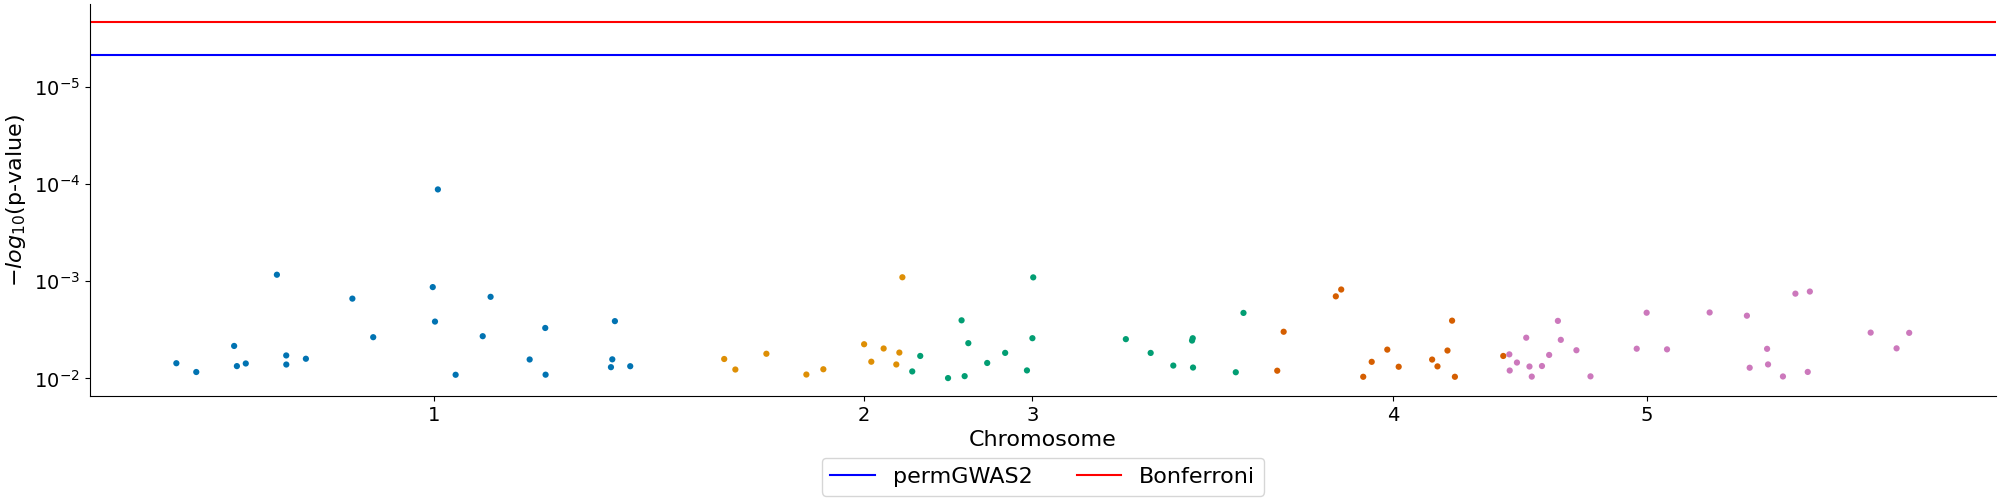 −log₁₀(p-value)
10⁻⁵
10⁻⁴
10⁻³
10⁻²
1 2 3 4 5
Chromosome
permGWAS2 Bonferroni